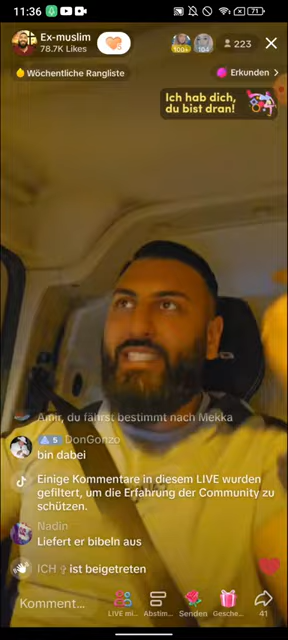 11:36
71
Ex-muslim
78.7K Likes
100+
104
223
Wöchentliche Rangliste
Erkunden >
Ich hab dich,
du bist dran!
Amir, du fährst bestimmt nach Mekka
5 DonGonzo
bin dabei
Einige Kommentare in diesem LIVE wurden
gefiltert, um die Erfahrung der Community zu
schützen.
Nadin
Liefert er bibeln aus
ICH ✞ ist beigetreten
Komment...
LIVE mi...
Abstim...
Senden
Gesche...
41